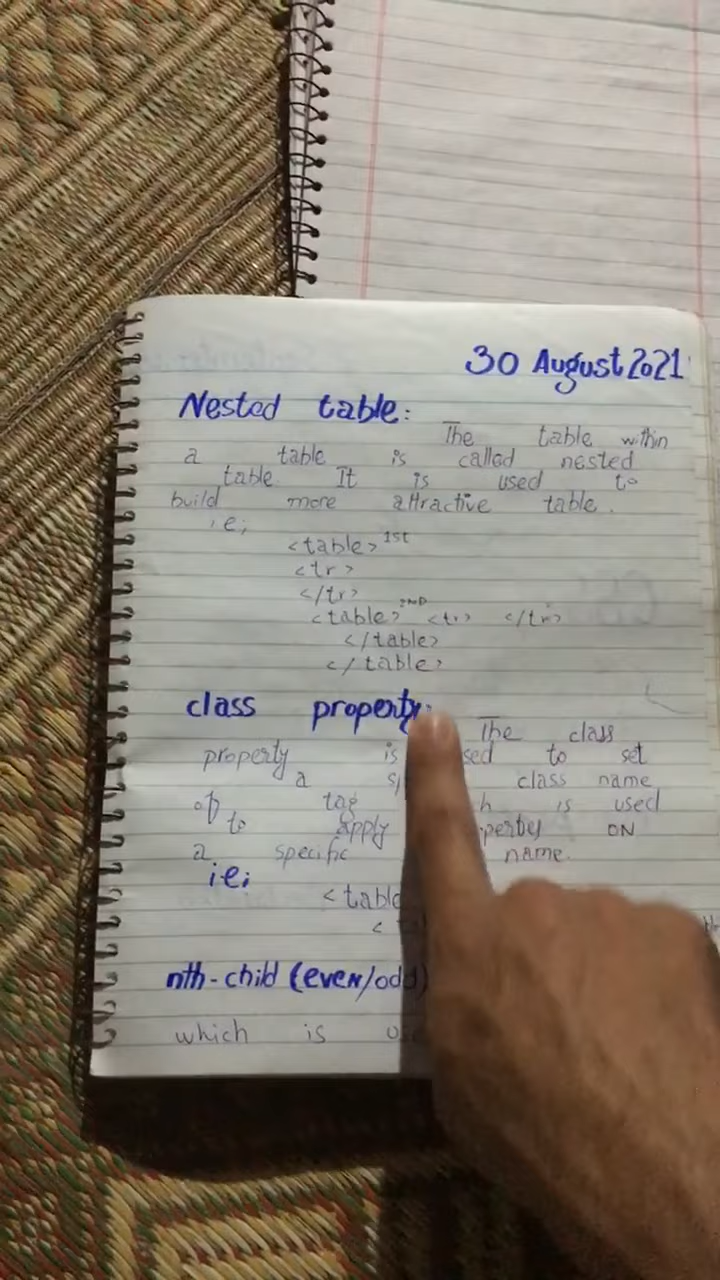 30 August 2021
Nested table:
The table within
a table is called nested
table. It is used to
build more attractive table.
i.e;
<table> 1st
<tr>
</tr>
<table> 2ND <tr> </tr>
</table>
</table>
class property:
The class
property is to set
a class name
of tag is used
to apply ON
a specific name.
i.e;
<table
<
nth-child (even/odd)
which is